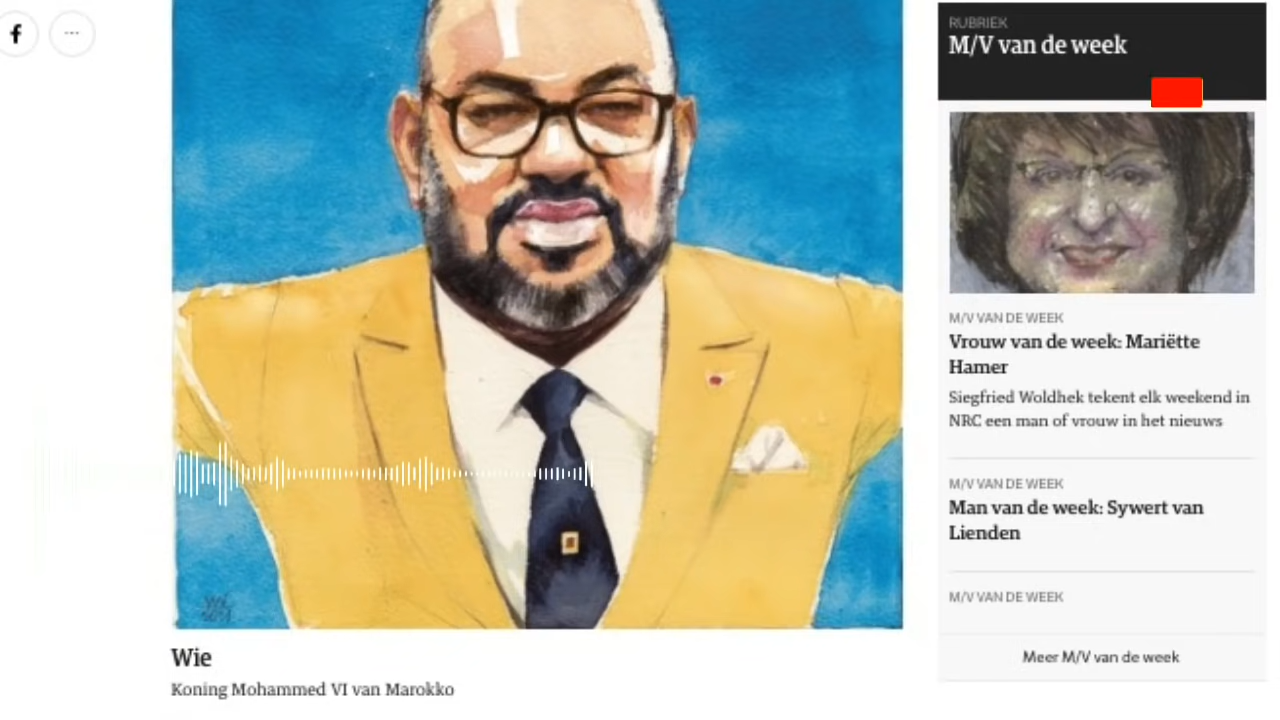 RUBRIEK
M/V van de week
M/V VAN DE WEEK
Vrouw van de week: Mariëtte
Hamer
Siegfried Woldhek tekent elk weekend in
NRC een man of vrouw in het nieuws
M/V VAN DE WEEK
Man van de week: Sywert van
Lienden
M/V VAN DE WEEK
Meer M/V van de week
Wie
Koning Mohammed VI van Marokko